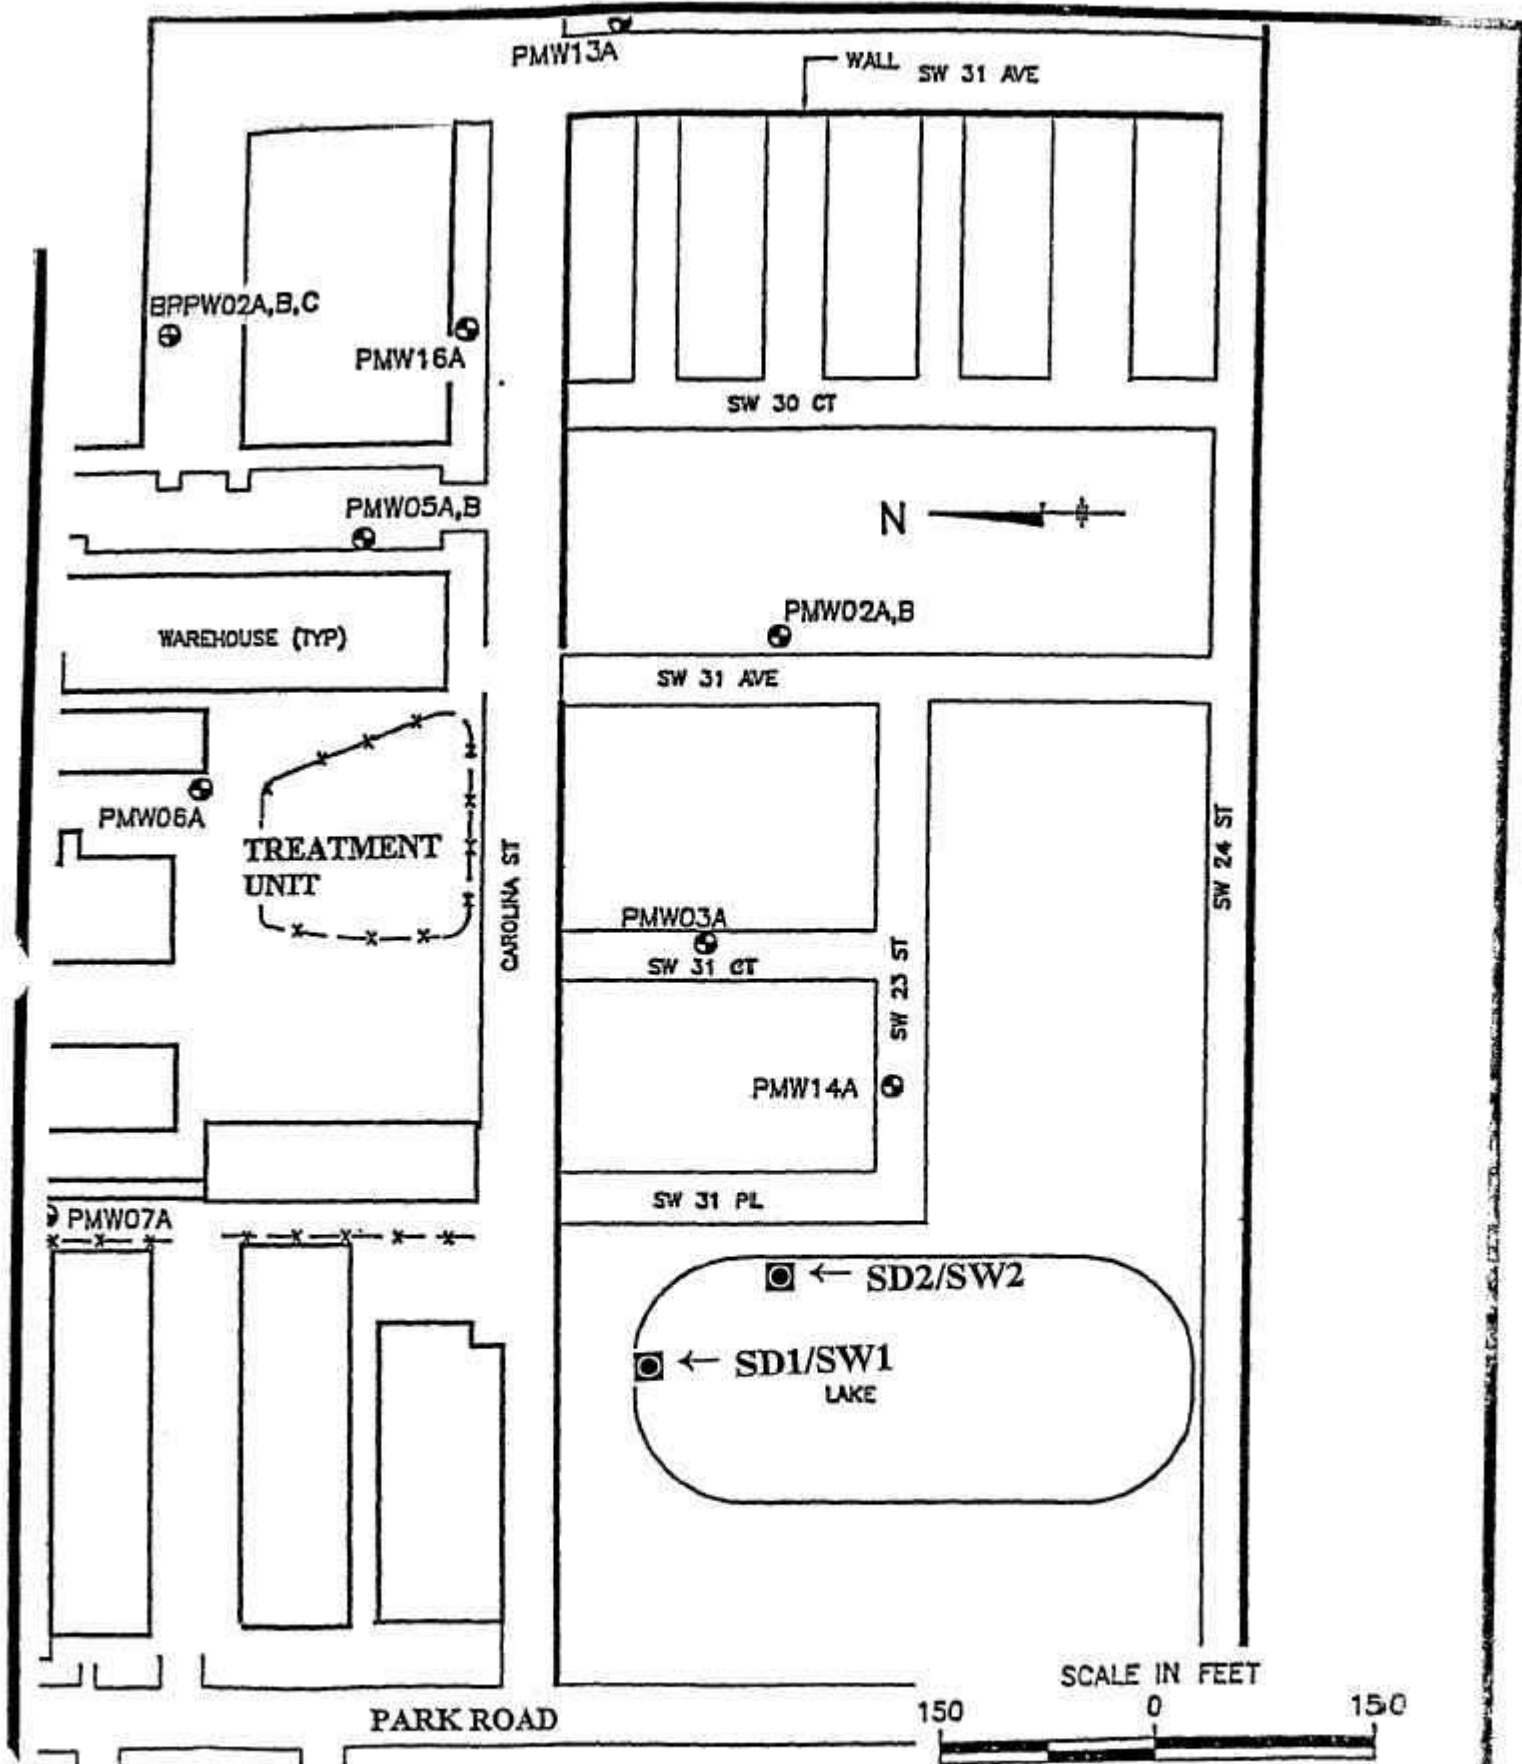 PMW13A
WALL
SW 31 AVE
BPPW02A,B,C
PMW16A
SW 30 CT
PMW05A,B
N
PMW02A,B
WAREHOUSE (TYP)
SW 31 AVE
PMW06A
TREATMENT
UNIT
CAROLINA ST
SW 24 ST
PMW03A
SW 31 CT
SW 23 ST
PMW14A
SW 31 PL
PMW07A
SD2/SW2
SD1/SW1
LAKE
SCALE IN FEET
150 0 150
PARK ROAD